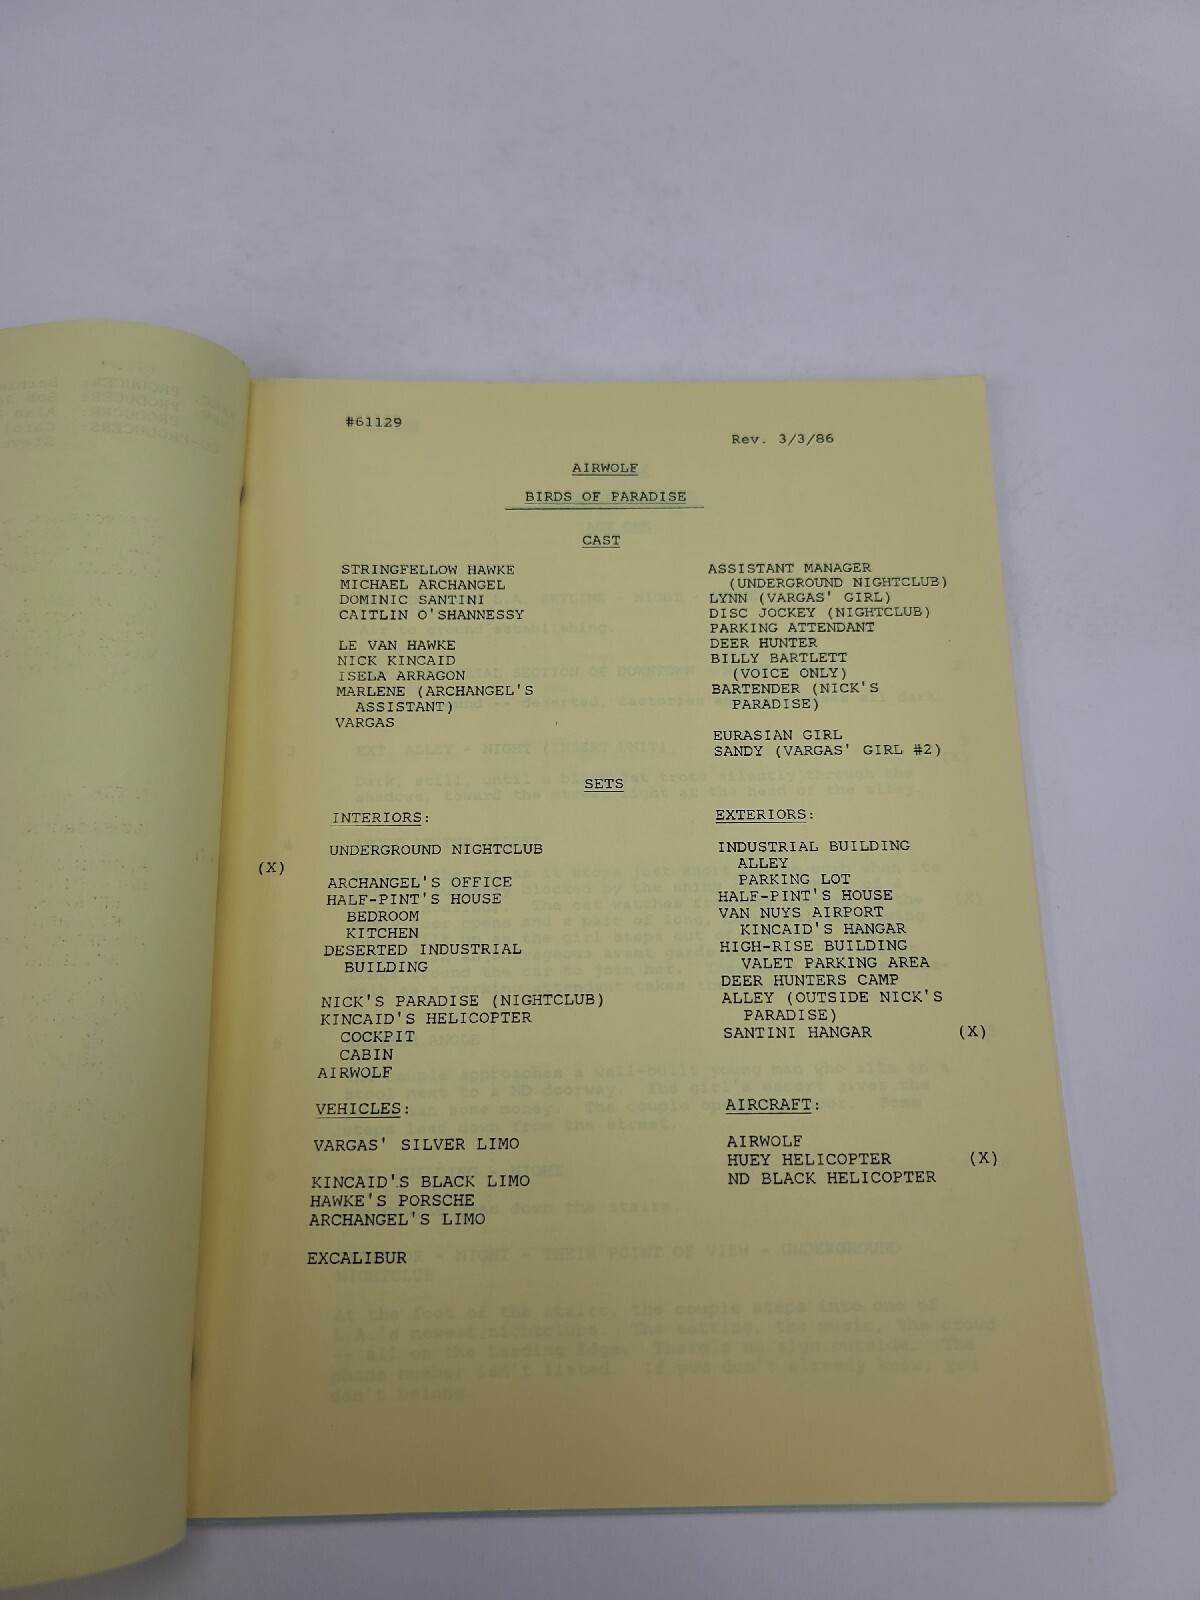 #61129
Rev. 3/3/86
AIRWOLF
BIRDS OF PARADISE
CAST
STRINGFELLOW HAWKE
MICHAEL ARCHANGEL
DOMINIC SANTINI
CAITLIN O'SHANNESSY
LE VAN HAWKE
NICK KINCAID
ISELA ARRAGON
MARLENE (ARCHANGEL'S
ASSISTANT)
VARGAS
ASSISTANT MANAGER
(UNDERGROUND NIGHTCLUB)
LYNN (VARGAS' GIRL)
DISC JOCKEY (NIGHTCLUB)
PARKING ATTENDANT
DEER HUNTER
BILLY BARTLETT
(VOICE ONLY)
BARTENDER (NICK'S
PARADISE)
EURASIAN GIRL
SANDY (VARGAS' GIRL #2)
SETS
INTERIORS:
UNDERGROUND NIGHTCLUB
(X)
ARCHANGEL'S OFFICE
HALF-PINT'S HOUSE
BEDROOM
KITCHEN
DESERTED INDUSTRIAL
BUILDING
NICK'S PARADISE (NIGHTCLUB)
KINCAID'S HELICOPTER
COCKPIT
CABIN
AIRWOLF
EXTERIORS:
INDUSTRIAL BUILDING
ALLEY
PARKING LOT
HALF-PINT'S HOUSE
VAN NUYS AIRPORT
KINCAID'S HANGAR
HIGH-RISE BUILDING
VALET PARKING AREA
DEER HUNTERS CAMP
ALLEY (OUTSIDE NICK'S
PARADISE)
SANTINI HANGAR (X)
VEHICLES:
VARGAS' SILVER LIMO
KINCAID'S BLACK LIMO
HAWKE'S PORSCHE
ARCHANGEL'S LIMO
EXCALIBUR
AIRCRAFT:
AIRWOLF
HUEY HELICOPTER (X)
ND BLACK HELICOPTER